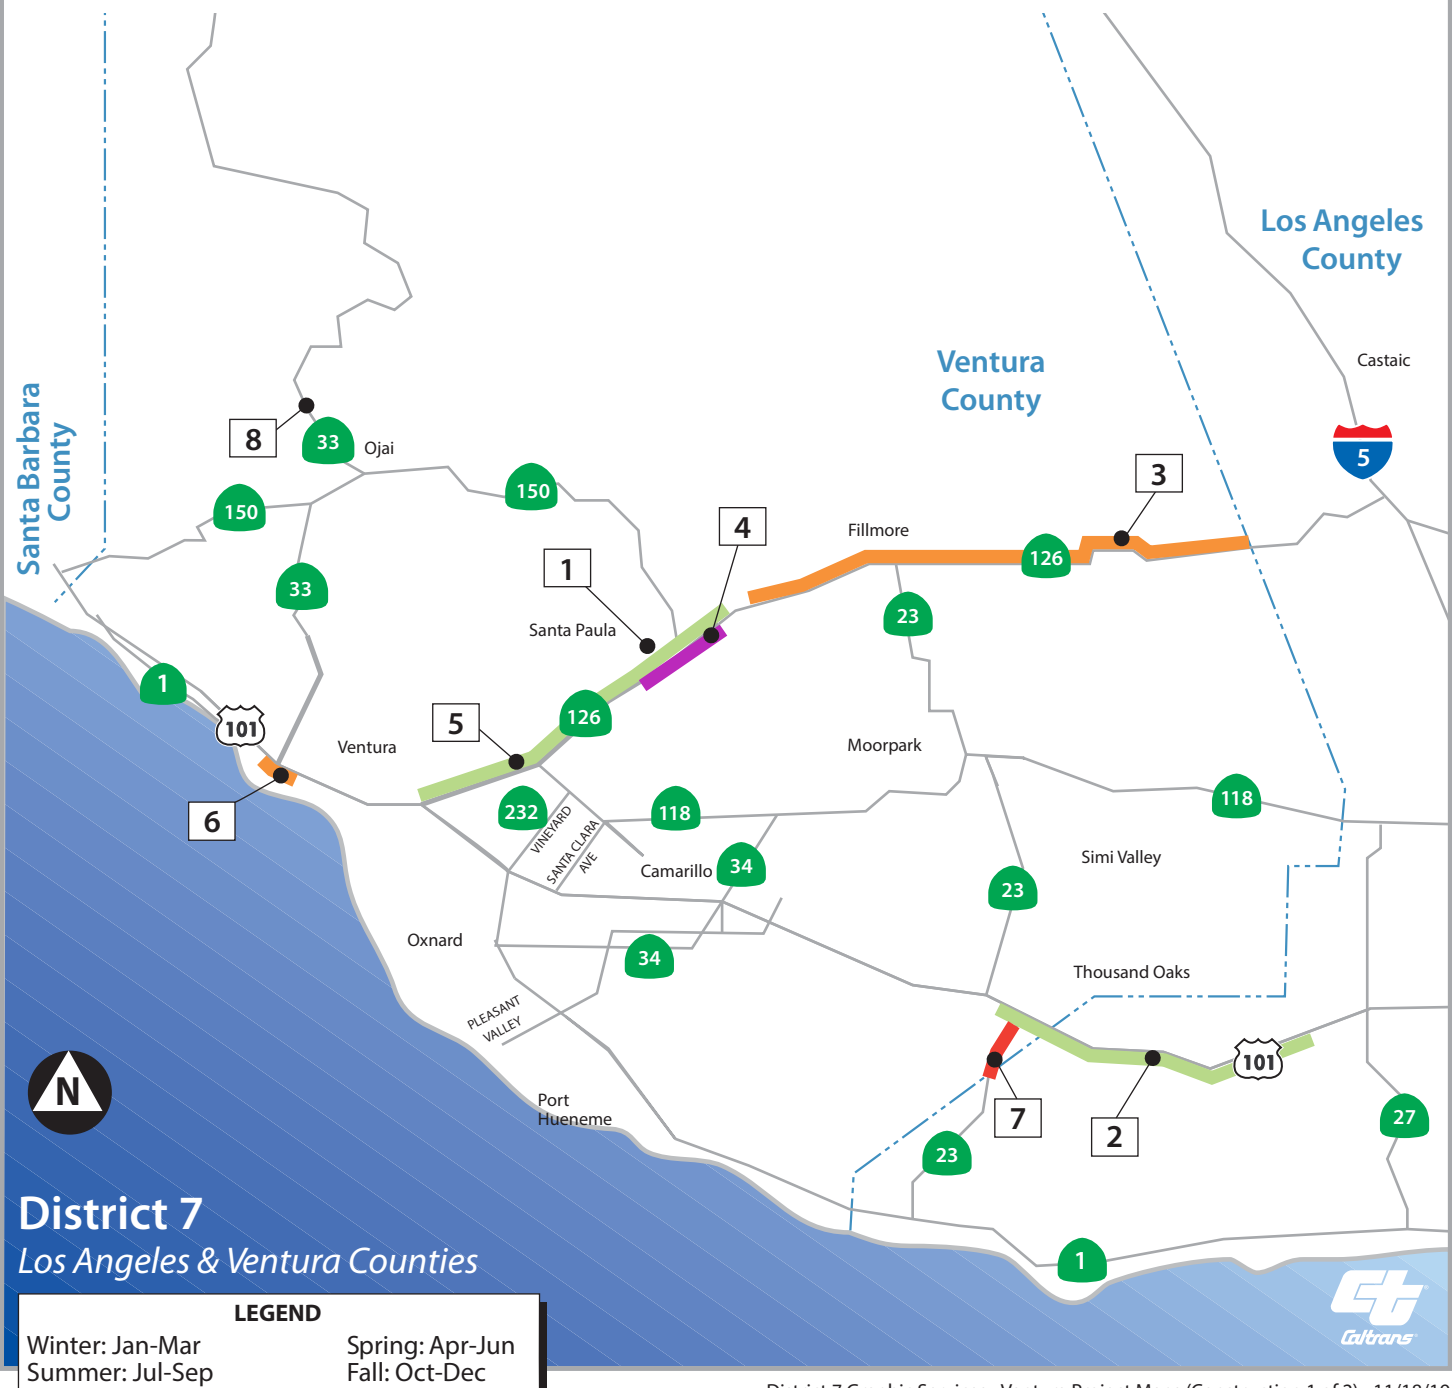 Los Angeles
County
Castaic
5
Ventura
County
Santa Barbara
County
8
33
Ojai
150
150
3
4
Fillmore
126
1
33
23
Santa Paula
1
126
101
5
Ventura
Moorpark
6
232
VINEYARD
SANTA CLARA
AVE
118
118
Camarillo
34
Simi Valley
23
Oxnard
34
Thousand Oaks
PLEASANT
VALLEY
101
N
Port
Hueneme
7
2
27
23
District 7
Los Angeles & Ventura Counties
1
Caltrans
LEGEND
Winter: Jan-Mar
Spring: Apr-Jun
Summer: Jul-Sep
Fall: Oct-Dec